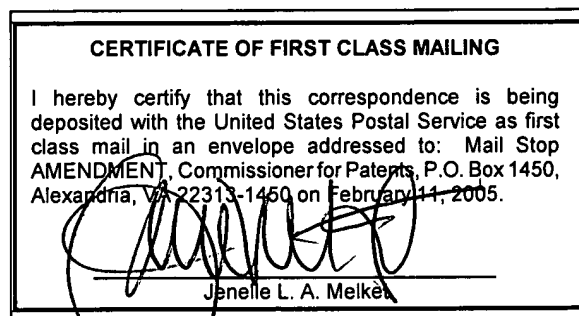 CERTIFICATE OF FIRST CLASS MAILING
I hereby certify that this correspondence is being
deposited with the United States Postal Service as first
class mail in an envelope addressed to: Mail Stop
AMENDMENT, Commissioner for Patents, P.O. Box 1450,
Alexandria, VA 22313-1450 on February 11, 2005.
Jenelle L. A. Melket